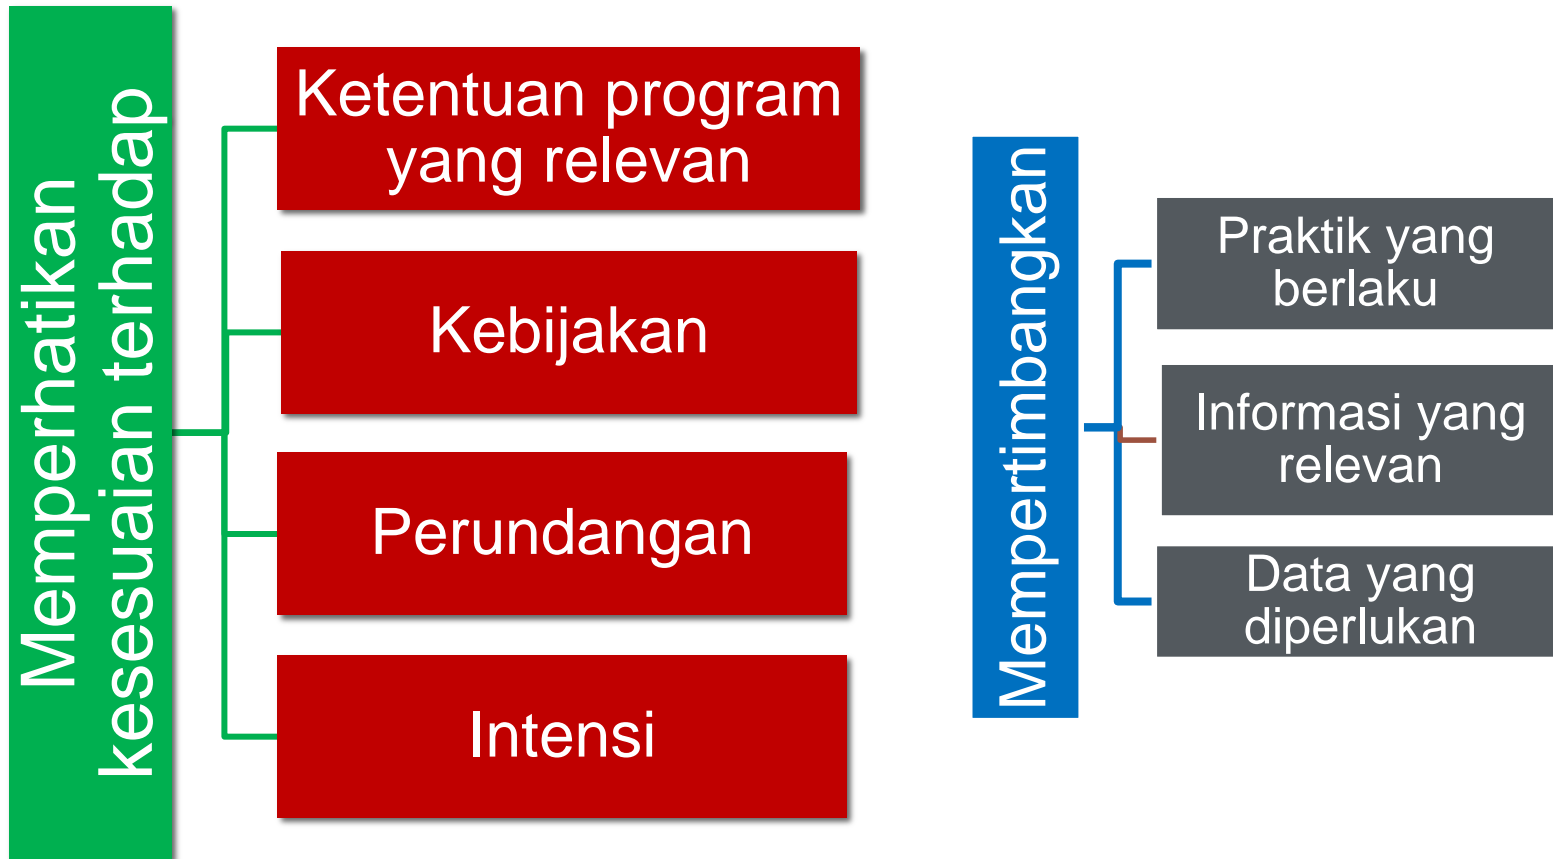 Memperhatikan
kesesuaian terhadap
Ketentuan program
yang relevan
Kebijakan
Perundangan
Intensi
Mempertimbangkan
Praktik yang
berlaku
Informasi yang
relevan
Data yang
diperlukan